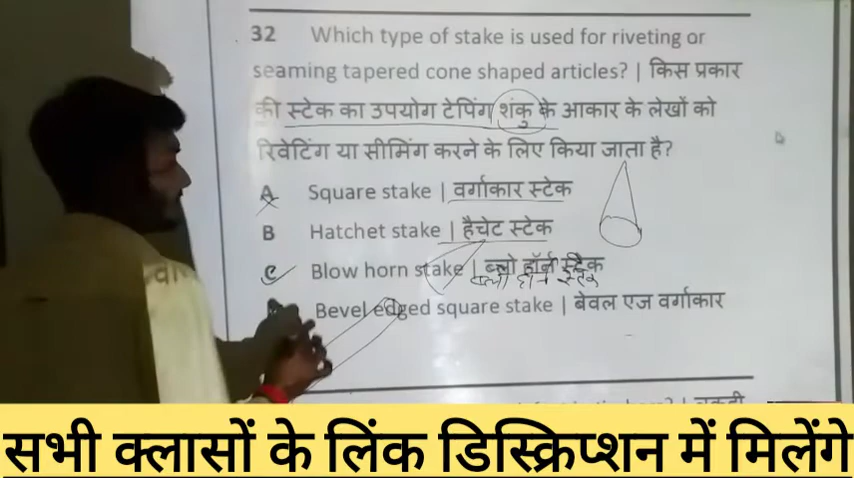 32 Which type of stake is used for riveting or
seaming tapered cone shaped articles? | किस प्रकार
की स्टेक का उपयोग टेपिंग शंकु के आकार के लेखों को
रिवेटिंग या सीमिंग करने के लिए किया जाता है?
A Square stake | वर्गाकार स्टेक
B Hatchet stake | हैचेट स्टेक
C Blow horn stake | ब्लो हॉर्न स्टेक
ब्लो हॉर्न स्टेक
Bevel edged square stake | बेवल एज वर्गाकार
सभी क्लासों के लिंक डिस्क्रिप्शन में मिलेंगे